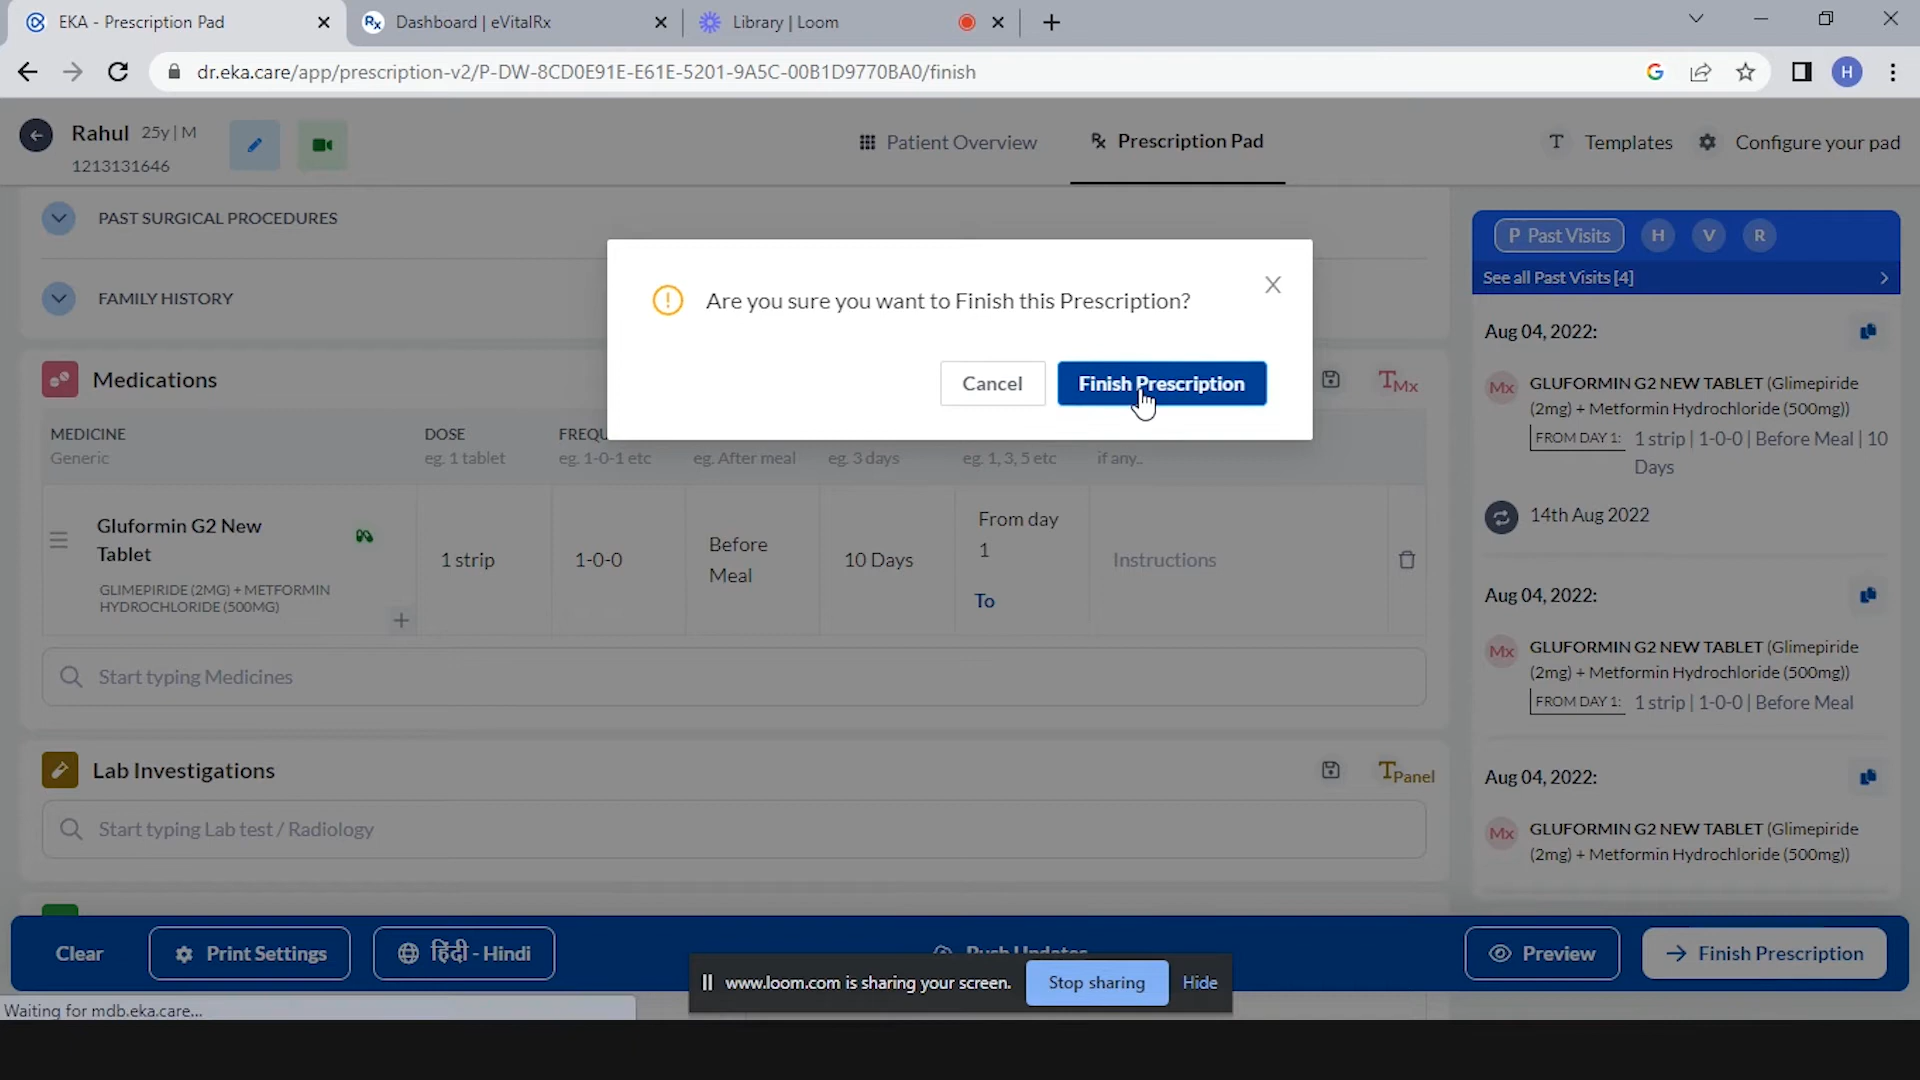 EKA - Prescription Pad
Dashboard | eVitalRx
Library | Loom
dr.eka.care/app/prescription-v2/P-DW-8CD0E91E-E61E-5201-9A5C-00B1D9770BA0/finish
G
H
Rahul 25y | M
1213131646
Patient Overview
Prescription Pad
T Templates
Configure your pad
PAST SURGICAL PROCEDURES
FAMILY HISTORY
Are you sure you want to Finish this Prescription?
Cancel
Finish Prescription
P Past Visits
H
V
R
See all Past Visits [4]
Medications
TMx
MEDICINE
Generic
DOSE
eg. 1 tablet
FREQU
eg. 1-0-1 etc
eg. After meal
eg. 3 days
eg. 1, 3, 5 etc
if any..
Gluformin G2 New
Tablet
GLIMEPIRIDE (2MG) + METFORMIN
HYDROCHLORIDE (500MG)
1 strip
1-0-0
Before
Meal
10 Days
From day
1
To
Instructions
Start typing Medicines
Lab Investigations
TPanel
Start typing Lab test / Radiology
Aug 04, 2022:
Mx GLUFORMIN G2 NEW TABLET (Glimepiride
(2mg) + Metformin Hydrochloride (500mg))
FROM DAY 1: 1 strip | 1-0-0 | Before Meal | 10
Days
14th Aug 2022
Aug 04, 2022:
Mx GLUFORMIN G2 NEW TABLET (Glimepiride
(2mg) + Metformin Hydrochloride (500mg))
FROM DAY 1: 1 strip | 1-0-0 | Before Meal
Aug 04, 2022:
Mx GLUFORMIN G2 NEW TABLET (Glimepiride
(2mg) + Metformin Hydrochloride (500mg))
Clear
Print Settings
हिंदी - Hindi
Push Updates
Preview
Finish Prescription
www.loom.com is sharing your screen.
Stop sharing
Hide
Waiting for mdb.eka.care...